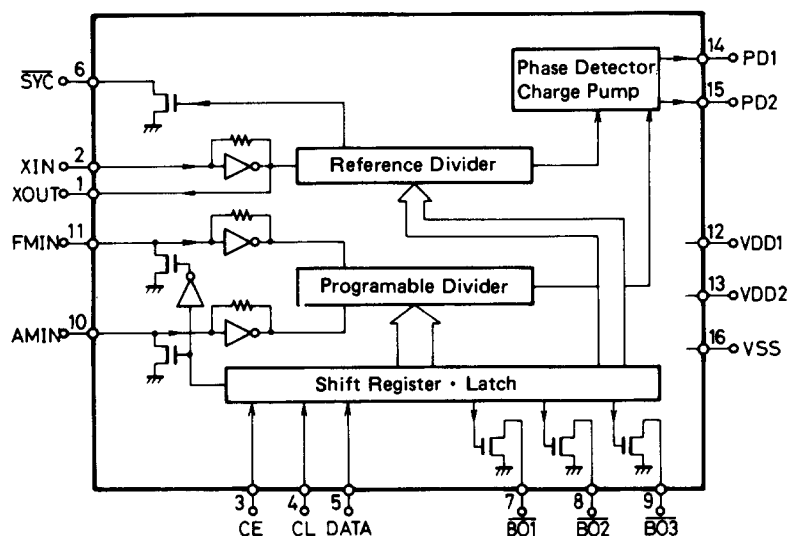 6
SYC
14
PD1
Phase Detector
Charge Pump
15
PD2
2
XIN
1
XOUT
Reference Divider
11
FMIN
12
VDD1
Programable Divider
13
VDD2
10
AMIN
16
VSS
Shift Register · Latch
3
4
5
7
8
9
CE
CL
DATA
BO1
BO2
BO3